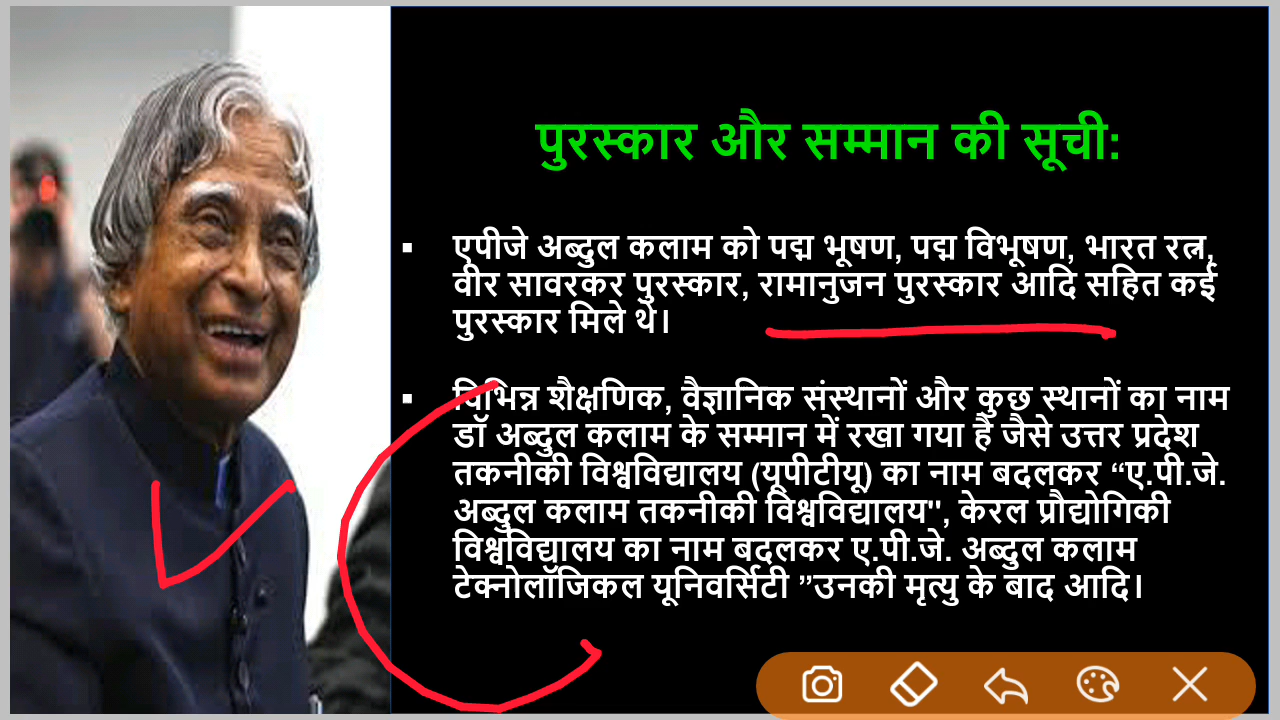 पुरस्कार और सम्मान की सूची:
▪ एपीजे अब्दुल कलाम को पद्म भूषण, पद्म विभूषण, भारत रत्न,
वीर सावरकर पुरस्कार, रामानुजन पुरस्कार आदि सहित कई
पुरस्कार मिले थे।
▪ विभिन्न शैक्षणिक, वैज्ञानिक संस्थानों और कुछ स्थानों का नाम
डॉ अब्दुल कलाम के सम्मान में रखा गया है जैसे उत्तर प्रदेश
तकनीकी विश्वविद्यालय (यूपीटीयू) का नाम बदलकर “ए.पी.जे.
अब्दुल कलाम तकनीकी विश्वविद्यालय", केरल प्रौद्योगिकी
विश्वविद्यालय का नाम बदलकर ए.पी.जे. अब्दुल कलाम
टेक्नोलॉजिकल यूनिवर्सिटी ”उनकी मृत्यु के बाद आदि।